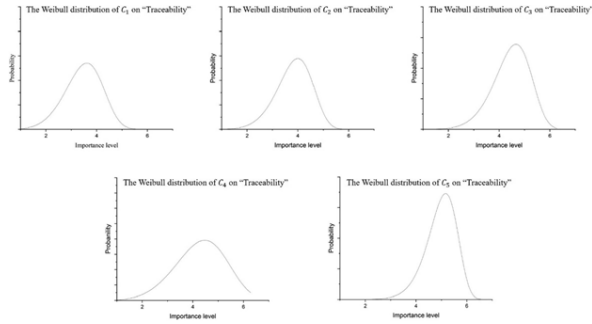 The Weibull distribution of C1 on “Traceability”
The Weibull distribution of C2 on “Traceability”
The Weibull distribution of C3 on “Traceability”
Probability
Probability
Probability
2 4 6
2 4 6
2 4 6
Importance level
Importance level
Importance level
The Weibull distribution of C4 on “Traceability”
The Weibull distribution of C5 on “Traceability”
Probability
Probability
2 4 6
2 4 6
Importance level
Importance level